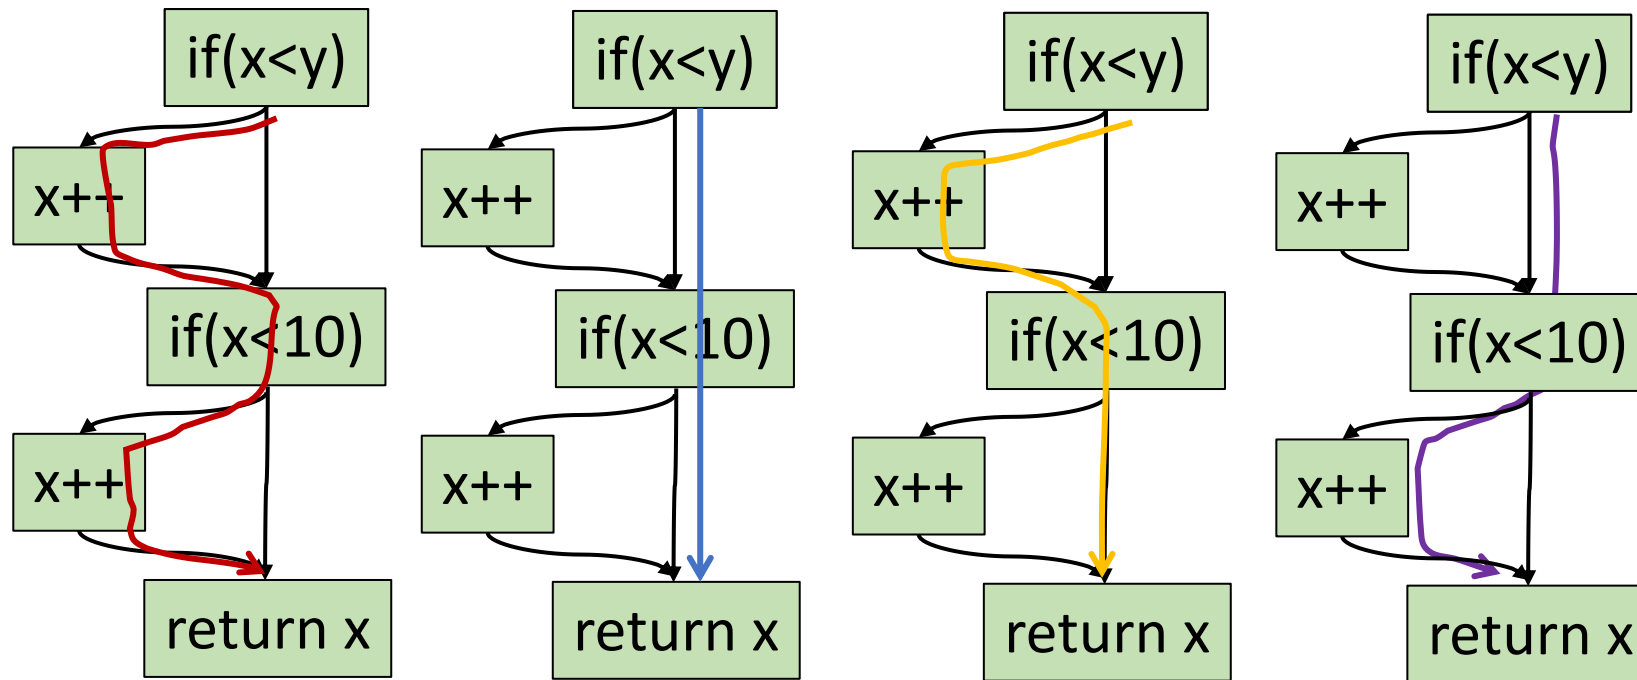 if(x<y)
x++
if(x<10)
x++
return x
if(x<y)
x++
if(x<10)
x++
return x
if(x<y)
x++
if(x<10)
x++
return x
if(x<y)
x++
if(x<10)
x++
return x